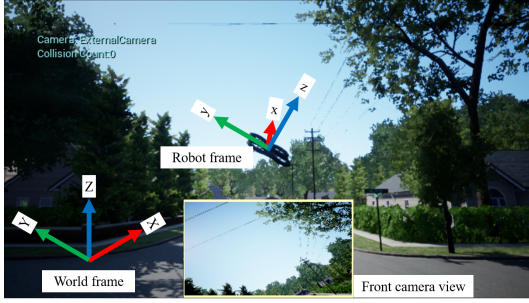 Camera: ExternalCamera
Collision Count:0
z
x
y
Robot frame
Z
Y
X
World frame
Front camera view